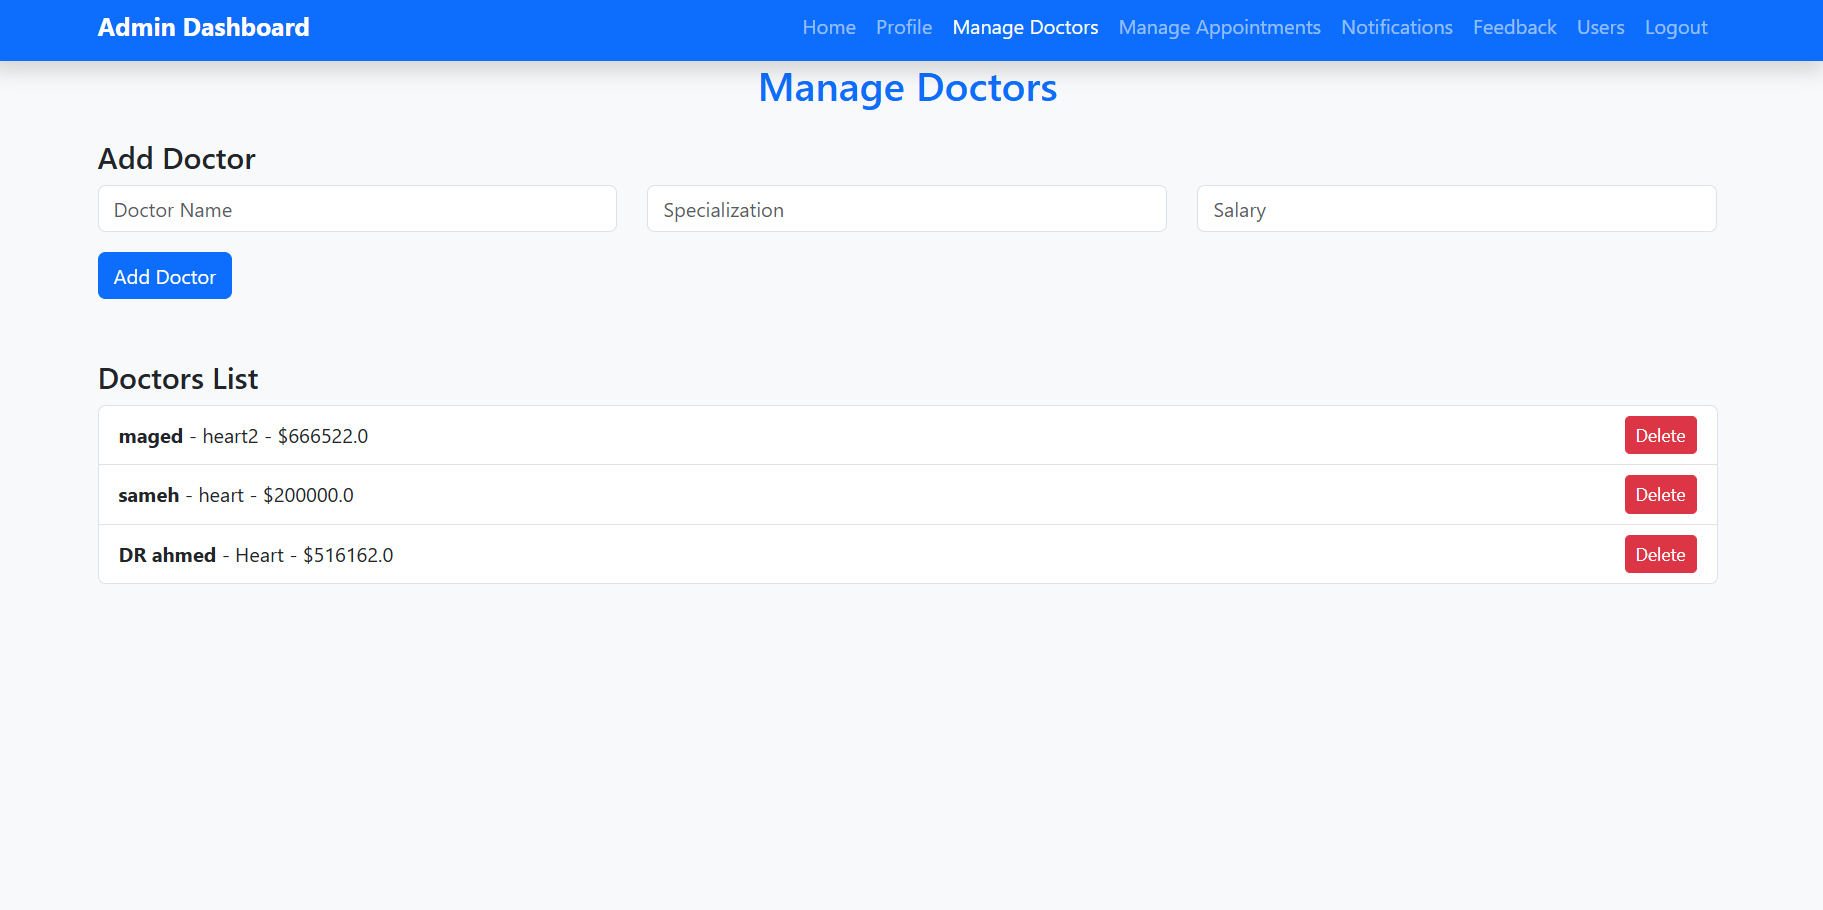 Admin Dashboard Home Profile Manage Doctors Manage Appointments Notifications Feedback Users Logout
Manage Doctors
Add Doctor
Doctor Name Specialization Salary
Add Doctor
Doctors List
maged - heart2 - $666522.0 Delete
sameh - heart - $200000.0 Delete
DR ahmed - Heart - $516162.0 Delete